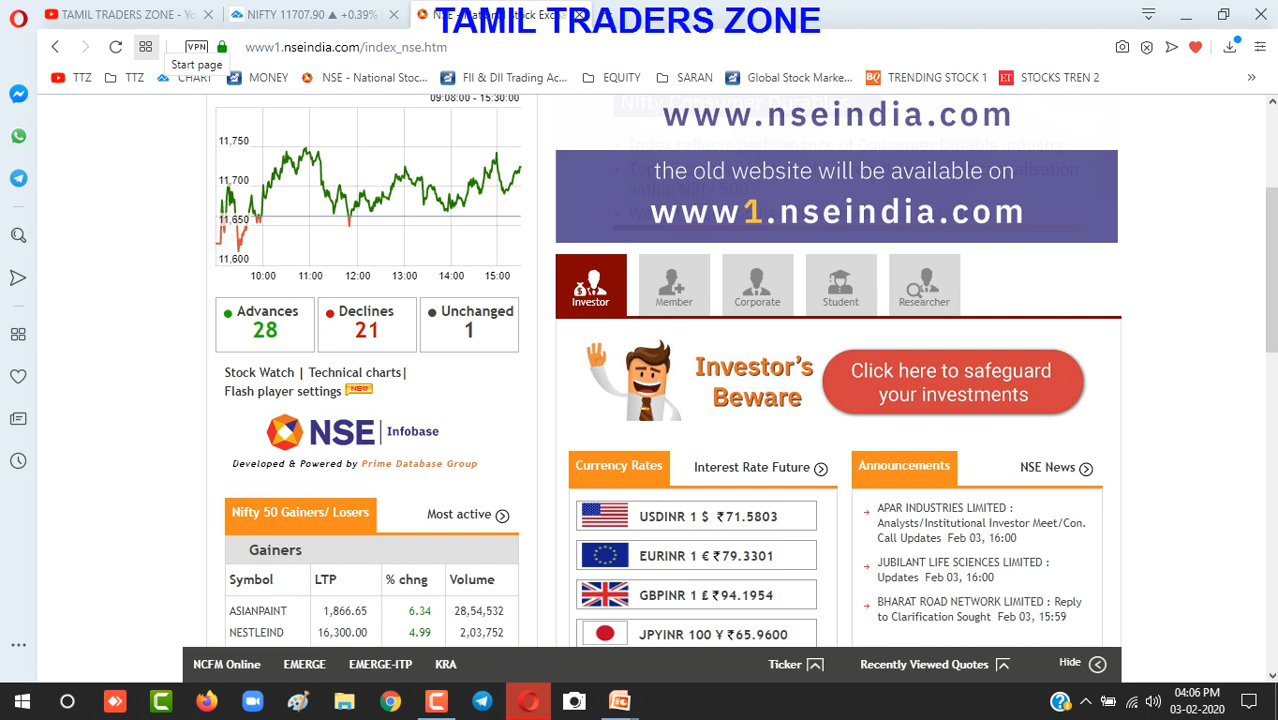 TAMIL TRADERS ZONE - Yo
NIFTY 11707.90 ▲ +0.39%
NSE - National Stock Excha
TAMIL TRADERS ZONE
VPN
www1.nseindia.com/index_nse.htm
Start page
TTZ
TTZ
CHART
MONEY
NSE - National Stoc...
FII & DII Trading Ac...
EQUITY
SARAN
Global Stock Marke...
BQ TRENDING STOCK 1
ET STOCKS TREN 2
09:08:00 - 15:30:00
11,750
11,700
11,650
11,600
10:00 11:00 12:00 13:00 14:00 15:00
Nifty Consumer Durables
www.nseindia.com
the old website will be available on
www1.nseindia.com
Advances
28
Declines
21
Unchanged
1
Investor
Member
Corporate
Student
Researcher
Stock Watch | Technical charts|
Flash player settings NEW
NSE | Infobase
Developed & Powered by Prime Database Group
Investor's
Beware
Click here to safeguard
your investments
Nifty 50 Gainers/ Losers
Most active
Gainers
Symbol LTP % chng Volume
ASIANPAINT 1,866.65 6.34 28,54,532
NESTLEIND 16,300.00 4.99 2,03,752
Currency Rates
Interest Rate Future
USDINR 1 $ ₹71.5803
EURINR 1 € ₹79.3301
GBPINR 1 £ ₹94.1954
JPYINR 100 ¥ ₹65.9600
Announcements
NSE News
APAR INDUSTRIES LIMITED :
Analysts/Institutional Investor Meet/Con.
Call Updates Feb 03, 16:00
JUBILANT LIFE SCIENCES LIMITED :
Updates Feb 03, 16:00
BHARAT ROAD NETWORK LIMITED : Reply
to Clarification Sought Feb 03, 15:59
NCFM Online
EMERGE
EMERGE-ITP
KRA
Ticker
Recently Viewed Quotes
Hide
04:06 PM
03-02-2020